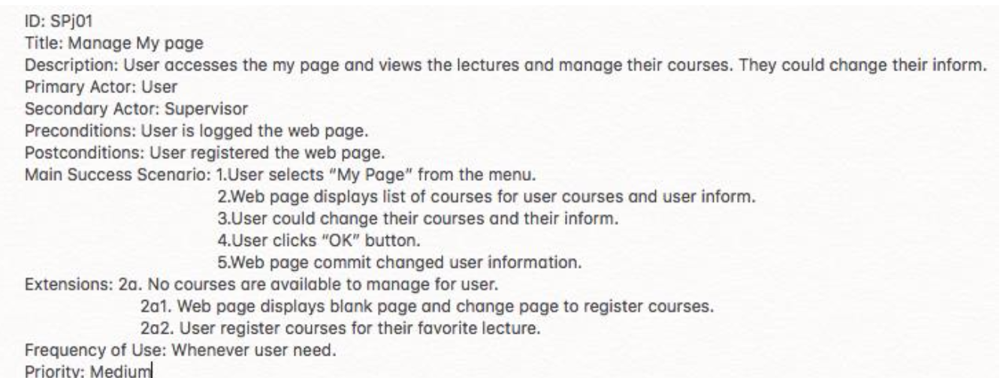 ID: SPj01
Title: Manage My page
Description: User accesses the my page and views the lectures and manage their courses. They could change their inform.
Primary Actor: User
Secondary Actor: Supervisor
Preconditions: User is logged the web page.
Postconditions: User registered the web page.
Main Success Scenario: 1.User selects “My Page” from the menu.
2.Web page displays list of courses for user courses and user inform.
3.User could change their courses and their inform.
4.User clicks “OK” button.
5.Web page commit changed user information.
Extensions: 2a. No courses are available to manage for user.
2a1. Web page displays blank page and change page to register courses.
2a2. User register courses for their favorite lecture.
Frequency of Use: Whenever user need.
Priority: Medium